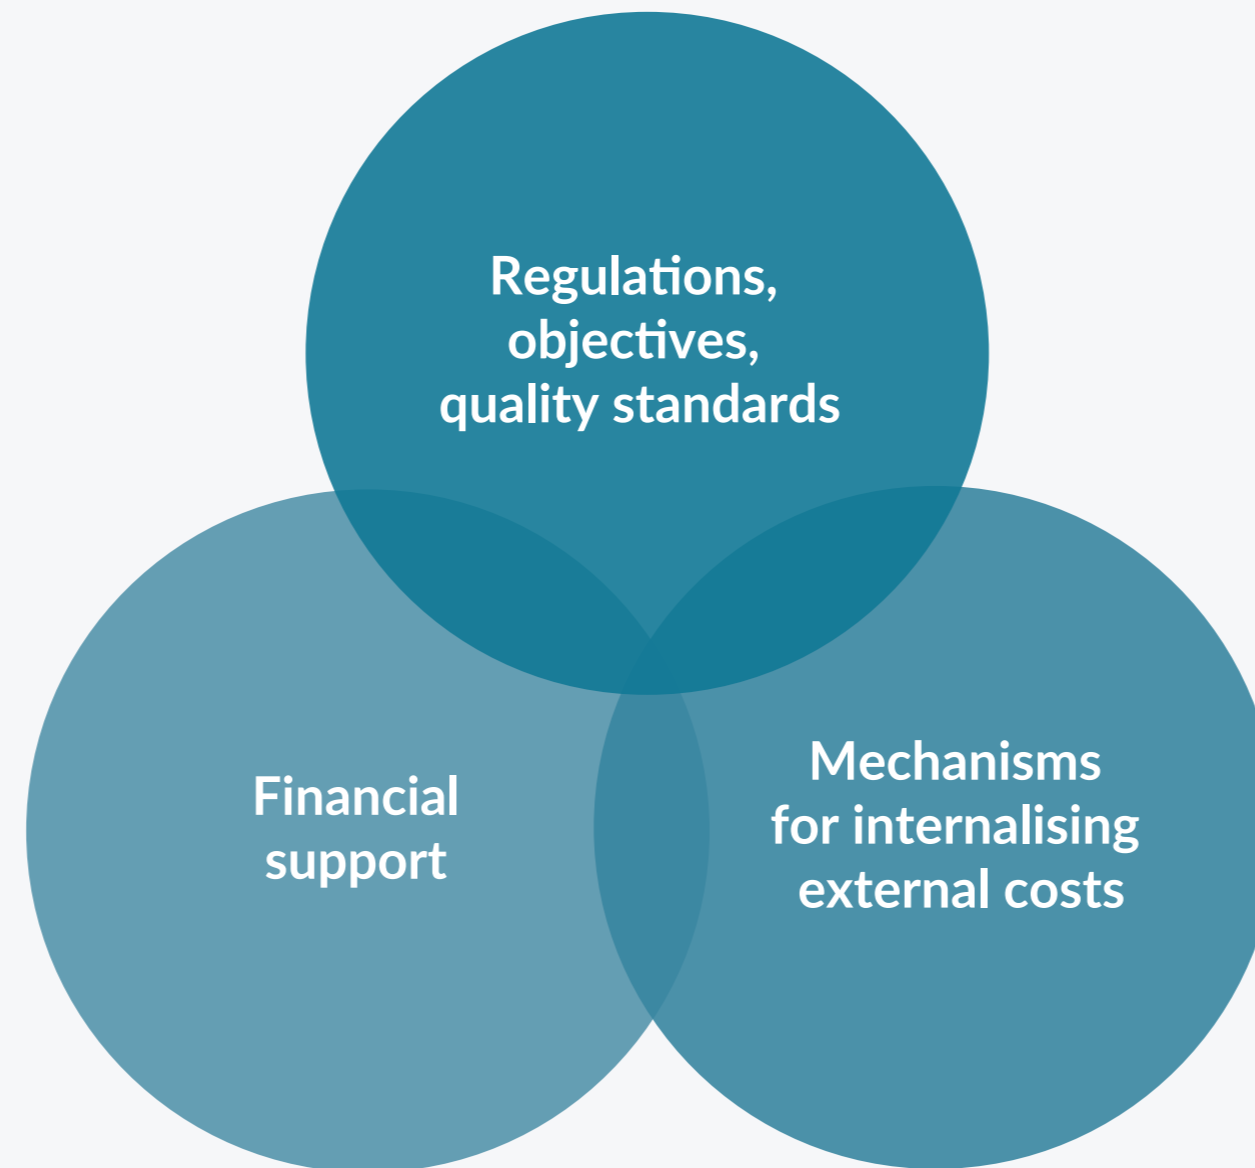 Regulations,
objectives,
quality standards
Financial
support
Mechanisms
for internalising
external costs